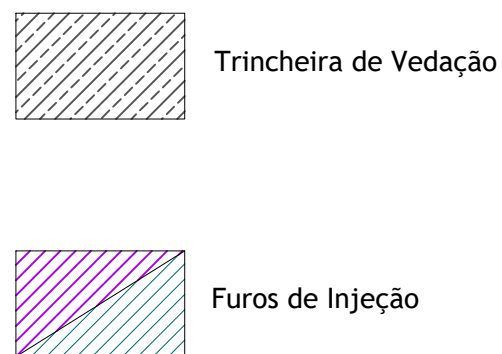 Trincheira de Vedação
Furos de Injeção